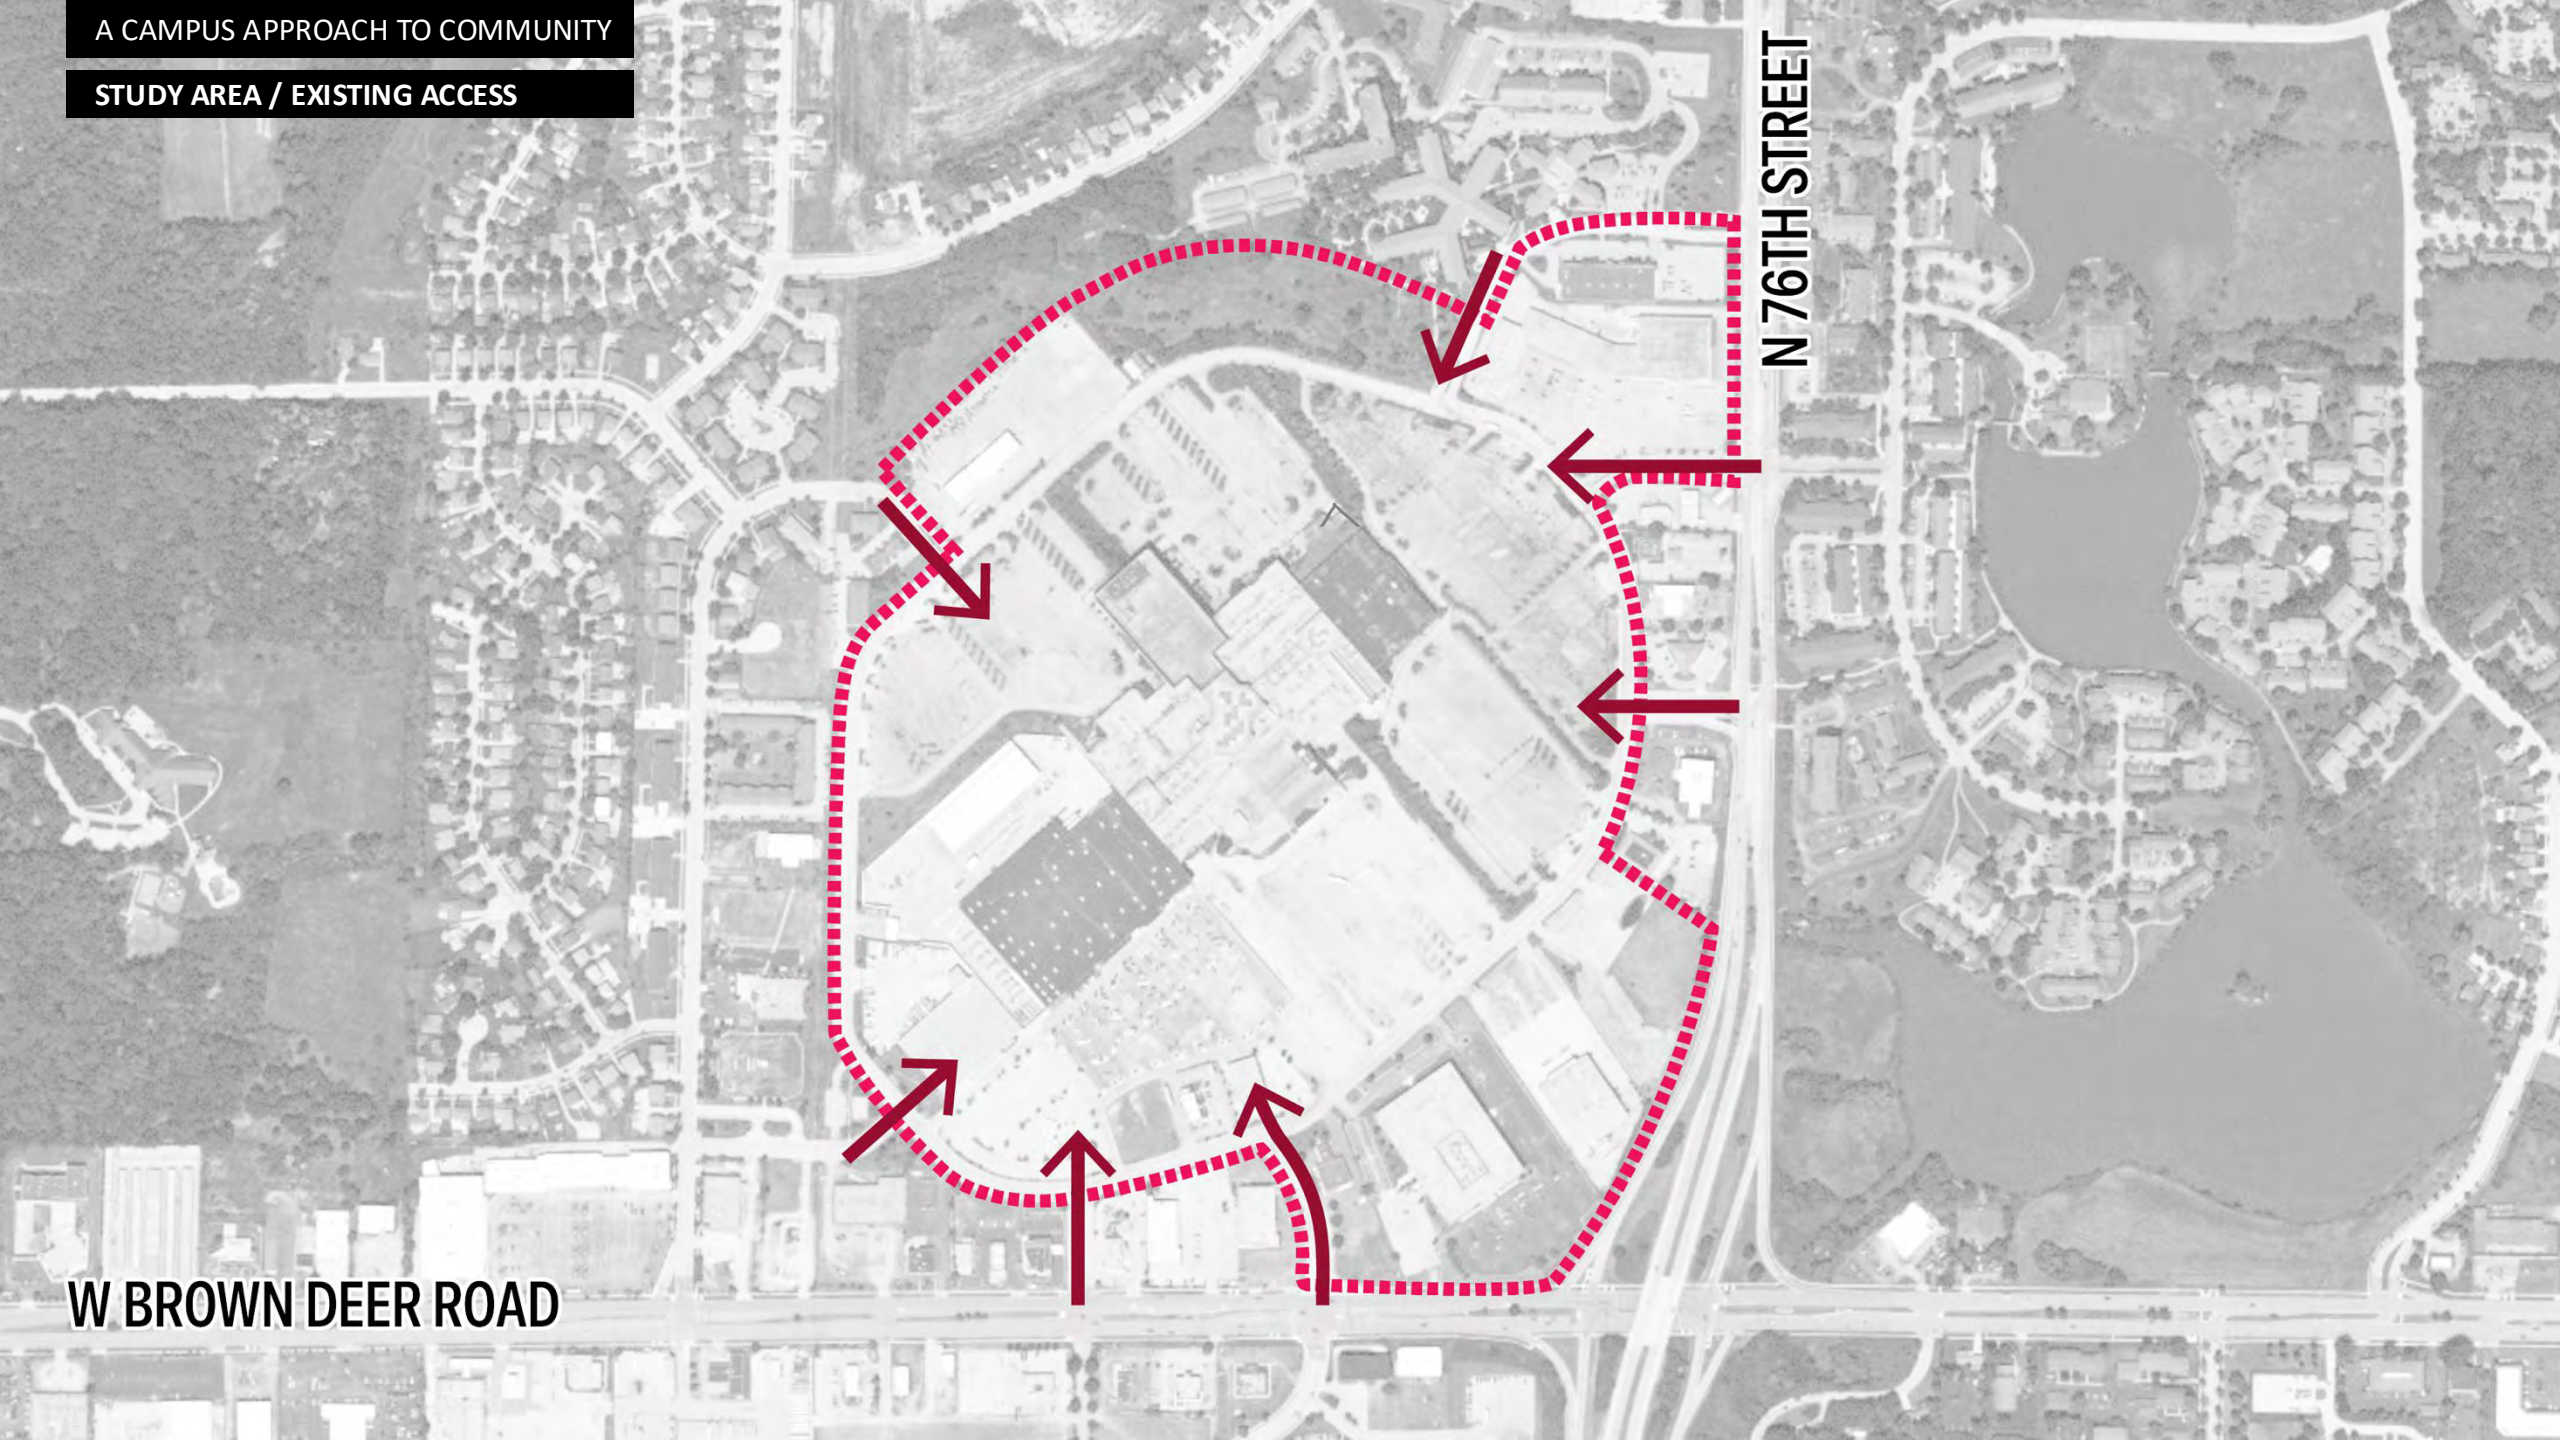 A CAMPUS APPROACH TO COMMUNITY
STUDY AREA / EXISTING ACCESS
N 76TH STREET
W BROWN DEER ROAD